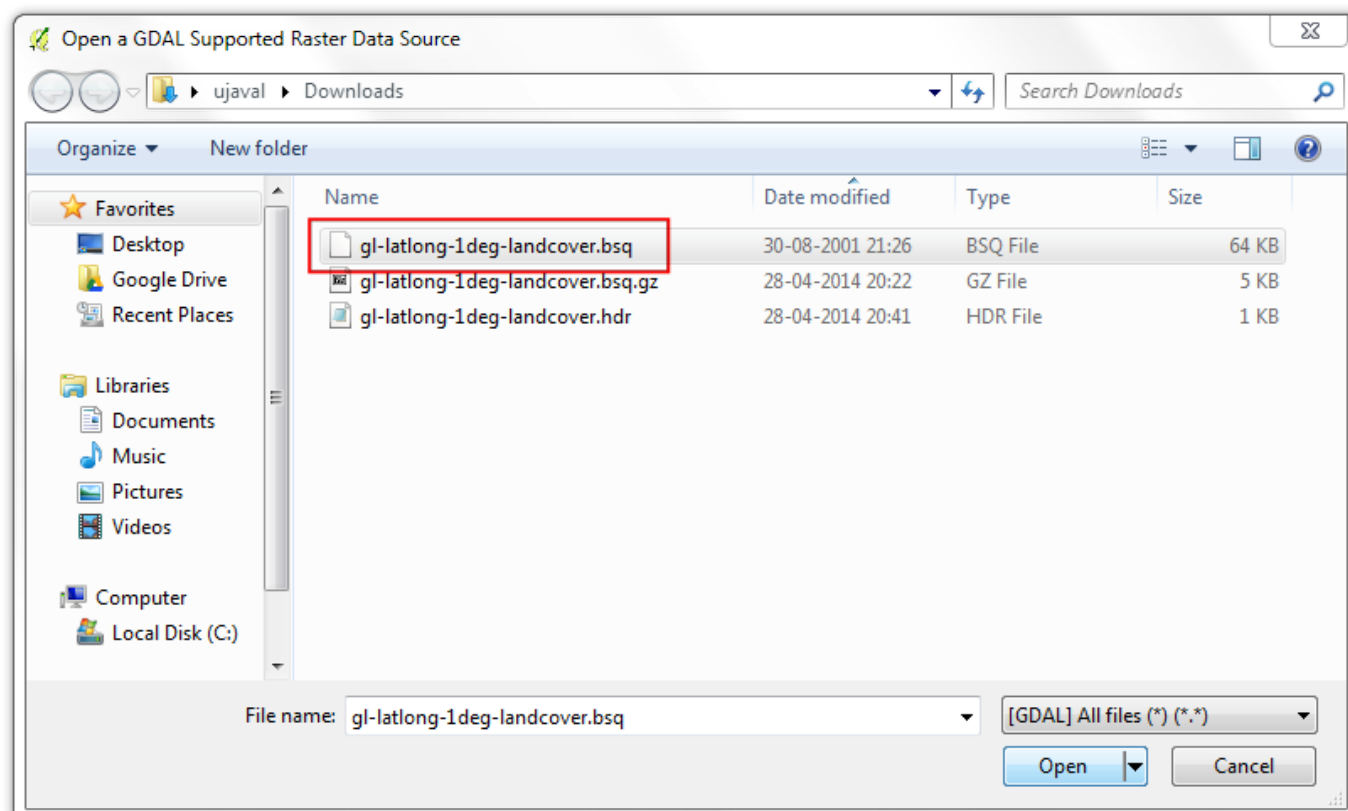 Open a GDAL Supported Raster Data Source
ujaval Downloads
Search Downloads
Organize New folder
Favorites
Desktop
Google Drive
Recent Places
Libraries
Documents
Music
Pictures
Videos
Computer
Local Disk (C:)
Name Date modified Type Size
gl-latlong-1deg-landcover.bsq 30-08-2001 21:26 BSQ File 64 KB
gl-latlong-1deg-landcover.bsq.gz 28-04-2014 20:22 GZ File 5 KB
gl-latlong-1deg-landcover.hdr 28-04-2014 20:41 HDR File 1 KB
File name: gl-latlong-1deg-landcover.bsq [GDAL] All files (*) (*.*)
Open Cancel